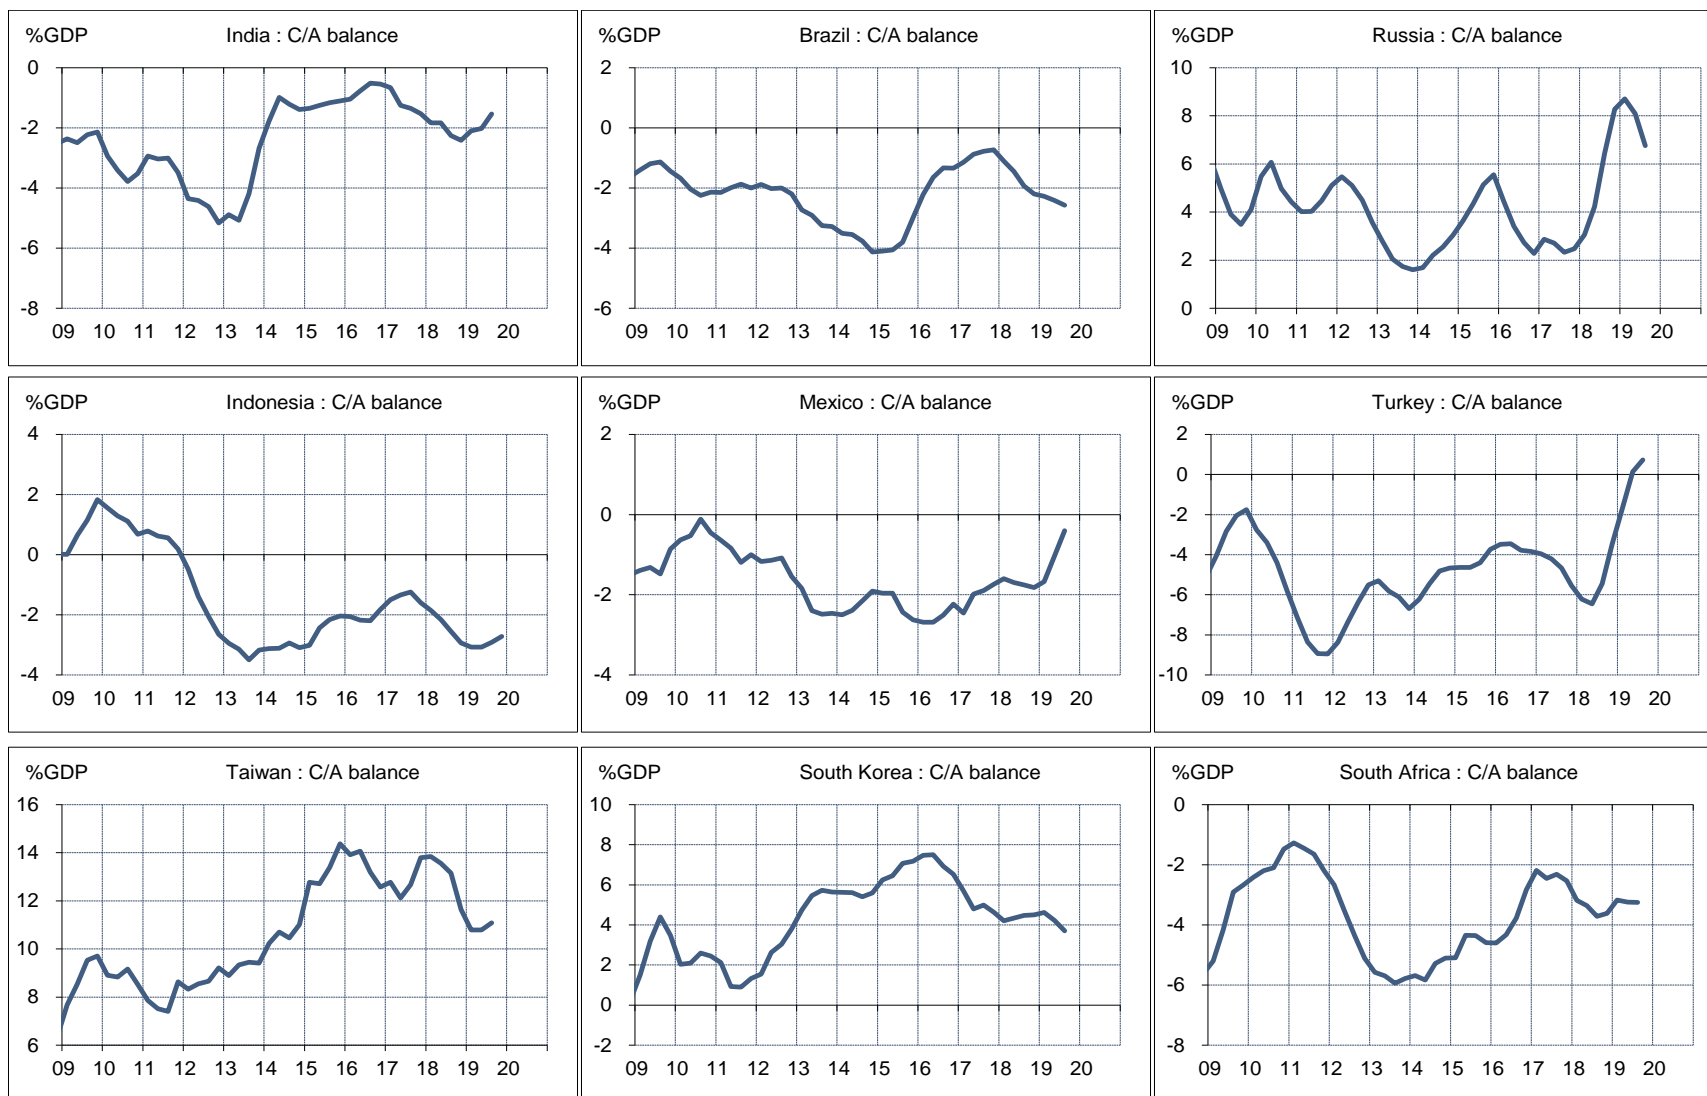 %GDP India : C/A balance
0
-2
-4
-6
-8
09 10 11 12 13 14 15 16 17 18 19 20
%GDP Brazil : C/A balance
2
0
-2
-4
-6
09 10 11 12 13 14 15 16 17 18 19 20
%GDP Russia : C/A balance
10
8
6
4
2
0
09 10 11 12 13 14 15 16 17 18 19 20
%GDP Indonesia : C/A balance
4
2
0
-2
-4
09 10 11 12 13 14 15 16 17 18 19 20
%GDP Mexico : C/A balance
2
0
-2
-4
09 10 11 12 13 14 15 16 17 18 19 20
%GDP Turkey : C/A balance
2
0
-2
-4
-6
-8
-10
09 10 11 12 13 14 15 16 17 18 19 20
%GDP Taiwan : C/A balance
16
14
12
10
8
6
09 10 11 12 13 14 15 16 17 18 19 20
%GDP South Korea : C/A balance
10
8
6
4
2
0
-2
09 10 11 12 13 14 15 16 17 18 19 20
%GDP South Africa : C/A balance
0
-2
-4
-6
-8
09 10 11 12 13 14 15 16 17 18 19 20